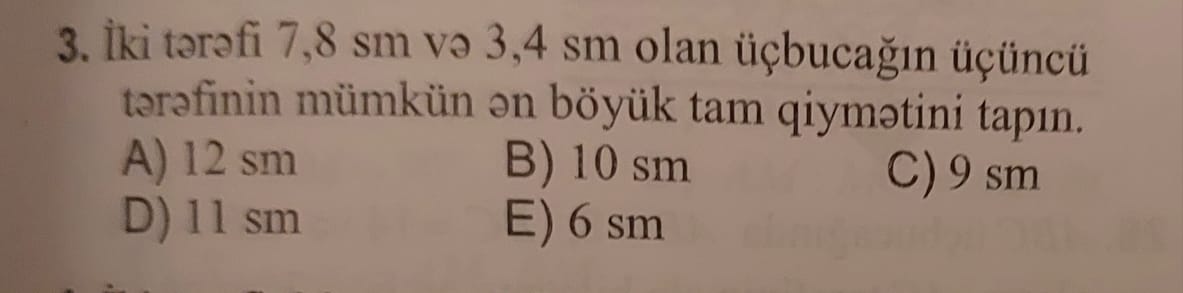 3. İki tərəfi 7,8 sm və 3,4 sm olan üçbucağın üçüncü
tərəfinin mümkün ən böyük tam qiymətini tapın.
A) 12 sm B) 10 sm C) 9 sm
D) 11 sm E) 6 sm